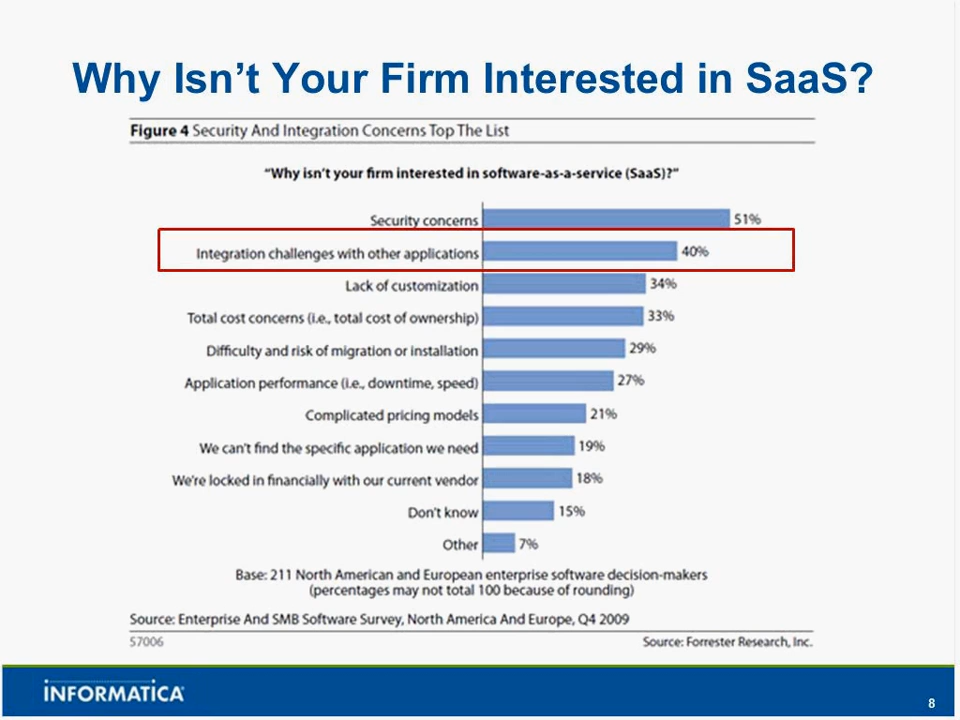 Why Isn't Your Firm Interested in SaaS?
Figure 4 Security And Integration Concerns Top The List
"Why isn't your firm interested in software-as-a-service (SaaS)?"
Security concerns 51%
Integration challenges with other applications 40%
Lack of customization 34%
Total cost concerns (i.e., total cost of ownership) 33%
Difficulty and risk of migration or installation 29%
Application performance (i.e., downtime, speed) 27%
Complicated pricing models 21%
We can't find the specific application we need 19%
We're locked in financially with our current vendor 18%
Don't know 15%
Other 7%
Base: 211 North American and European enterprise software decision-makers
(percentages may not total 100 because of rounding)
Source: Enterprise And SMB Software Survey, North America And Europe, Q4 2009
57006 Source: Forrester Research, Inc.
INFORMATICA
8